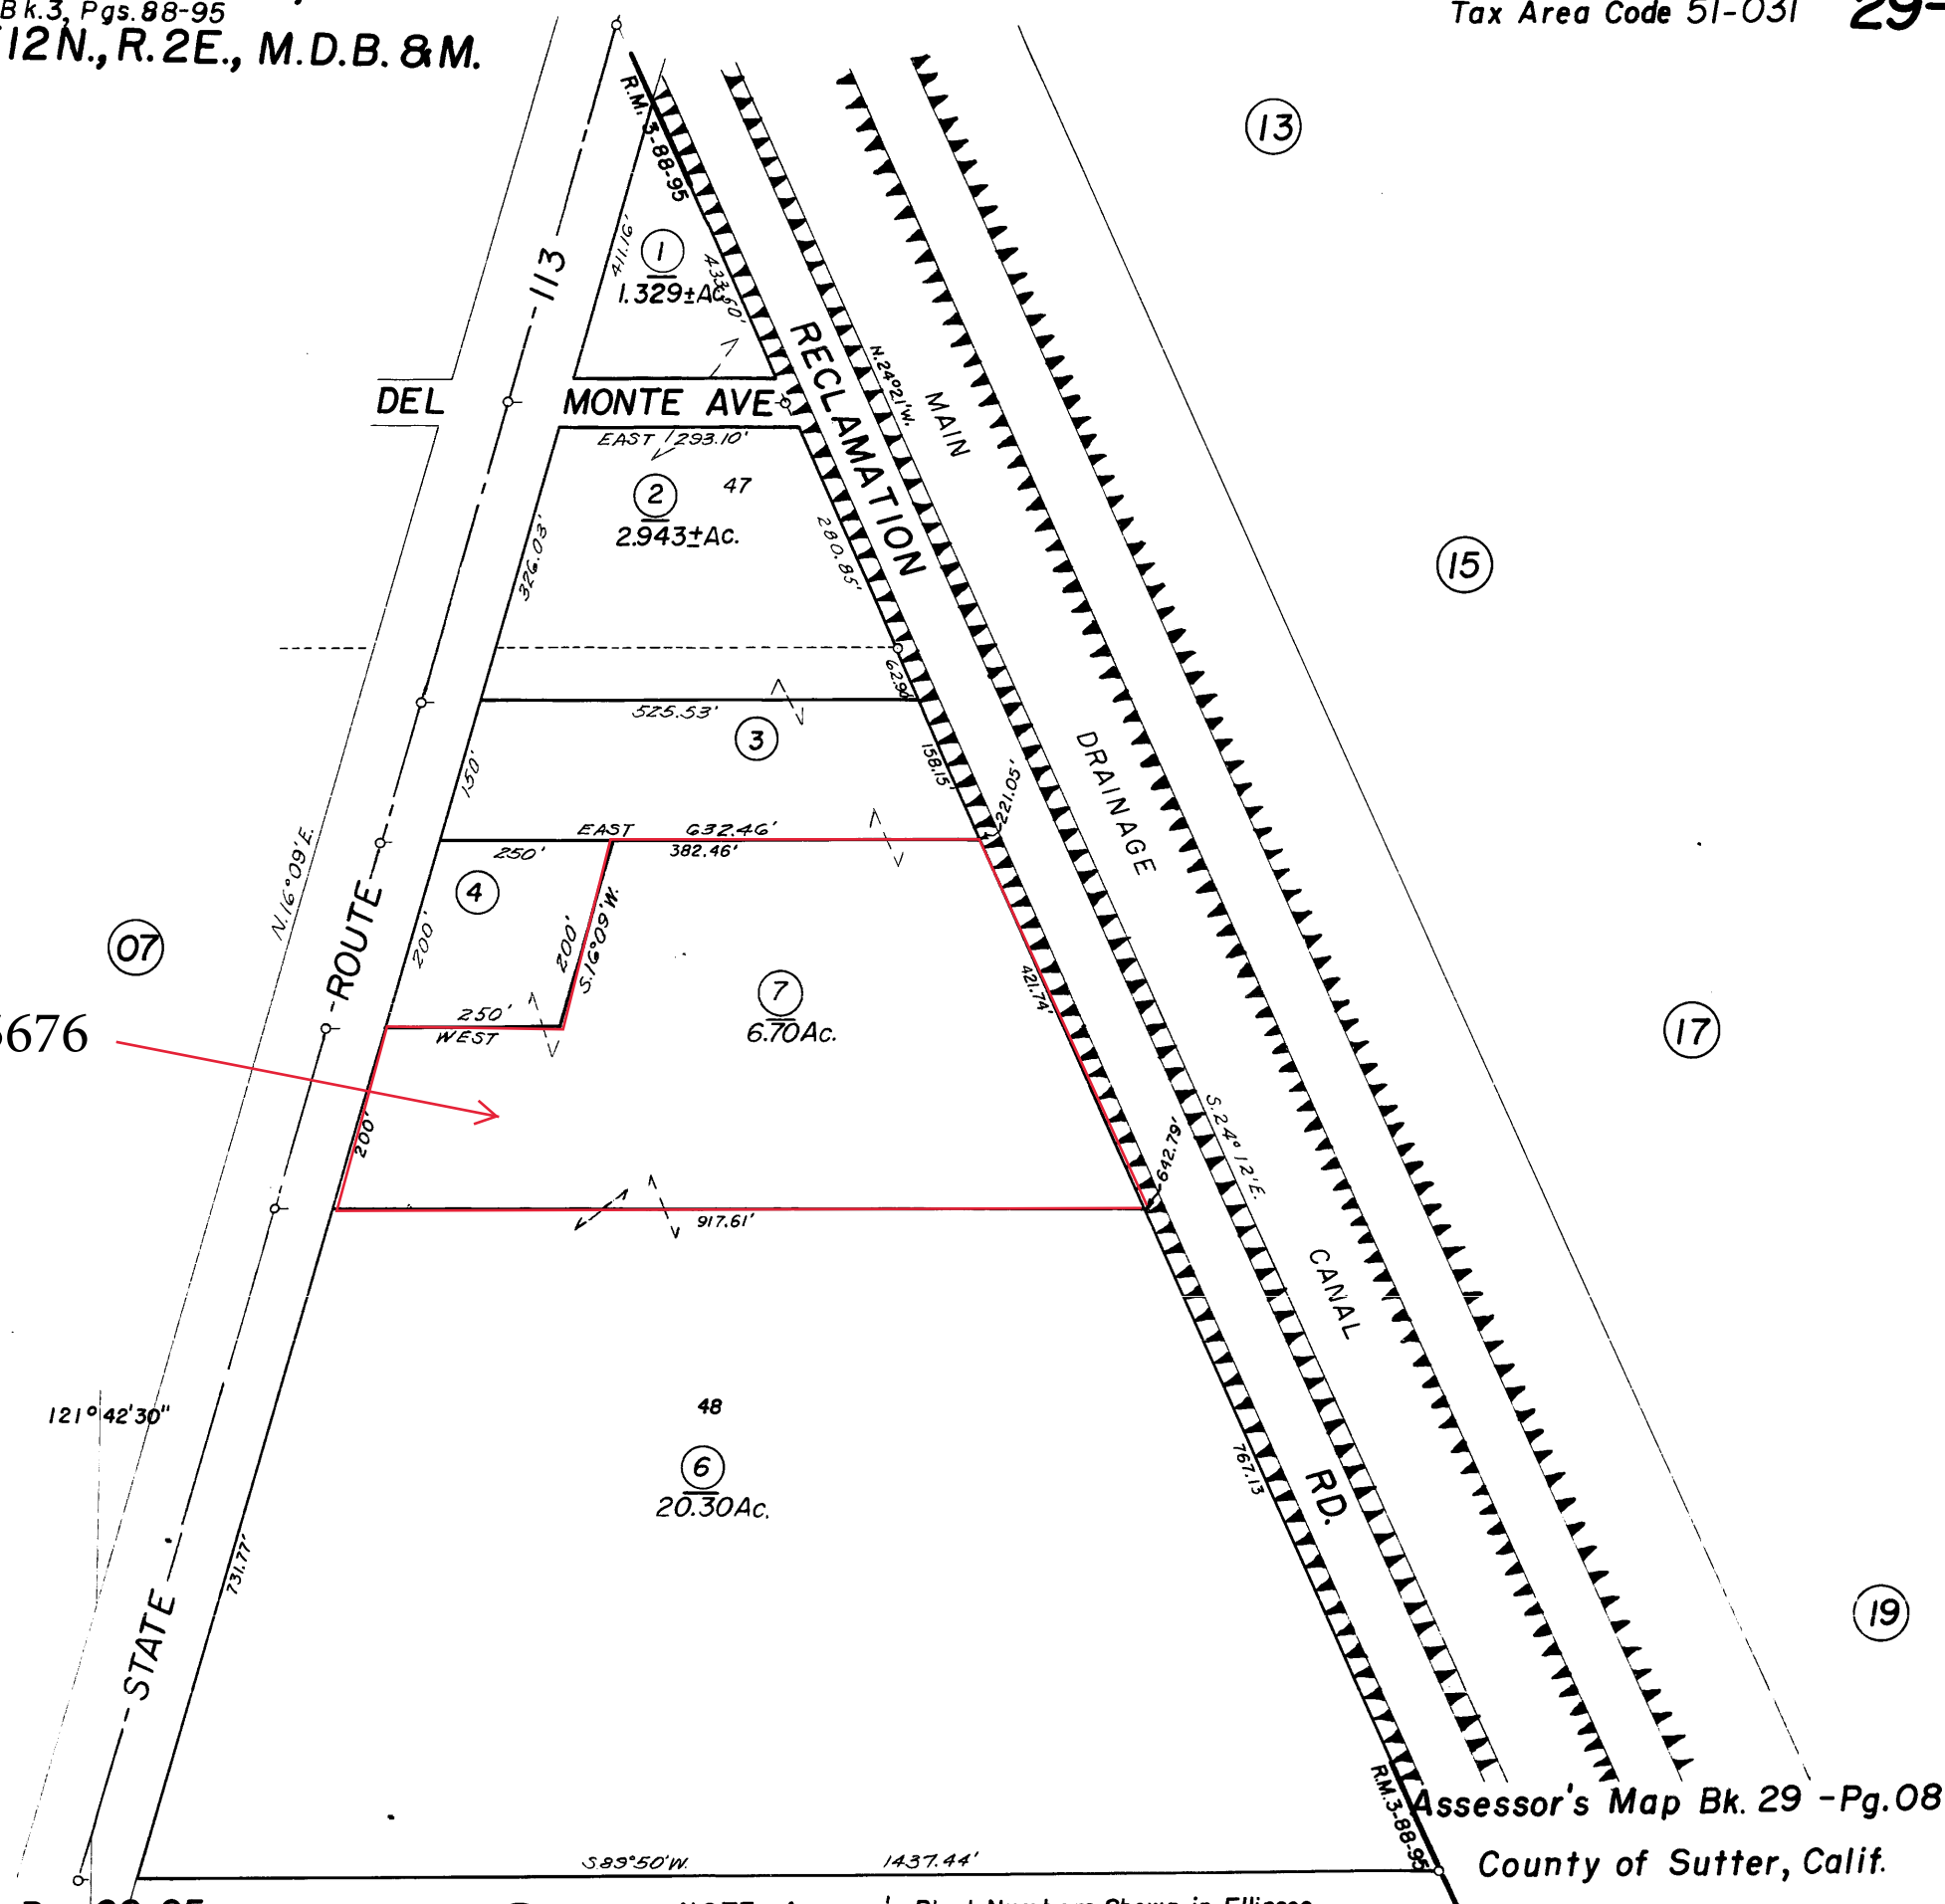 Bk.3, Pgs.88-95
Tax Area Code 51-031 29-
12N., R.2E., M.D.B.&M.
R.M. 3-88-95
13
113
411.16'
1
1.329±Ac.
433.60'
DEL MONTE AVE
RECLAMATION
N.24°21'W.
MAIN
EAST 293.10'
2
47
2.943±Ac.
326.03'
280.85'
15
62.90'
525.53'
3
150'
158.15'
221.05'
DRAINAGE
EAST 632.46'
250'
382.46'
N.16°09'E.
4
200'
200'
S.16°09'W.
ROUTE
07
7
6.70Ac.
421.74'
17
250'
WEST
5676
200'
642.79'
S.24°12'E.
917.61'
CANAL
121°42'30"
48
6
20.30Ac.
767.13
RD.
731.77'
STATE
19
R.M.3-88-95
Assessor's Map Bk. 29 -Pg.08
County of Sutter, Calif.
S.89°50'W. 1437.44'